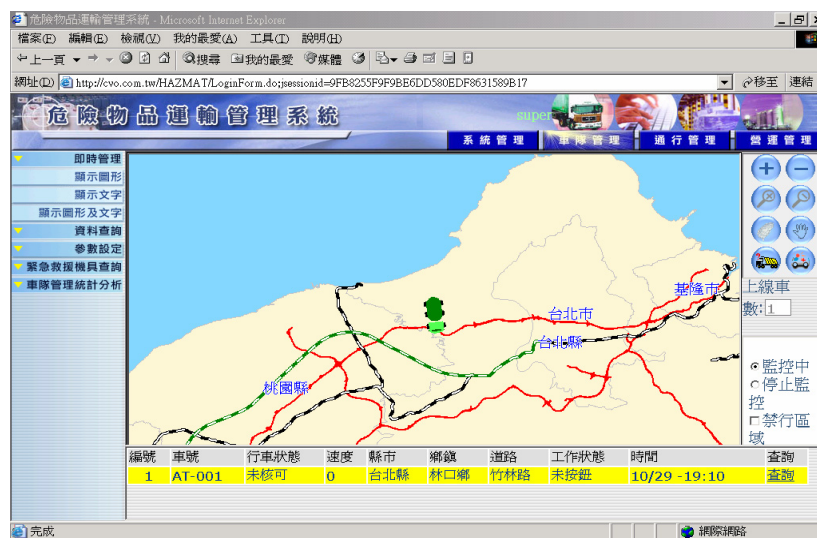 危險物品運輸管理系統 - Microsoft Internet Explorer
檔案(F) 編輯(E) 檢視(V) 我的最愛(A) 工具(T) 說明(H)
上一頁 搜尋 我的最愛 媒體
網址(D) http://cvo.com.tw/HAZMAT/LoginForm.do;jsessionid=9FB8255F9F9BE6DD580EDF8631589B17 移至 連結
危險物品運輸管理系統
super
系統管理 車隊管理 通行管理 營運管理
即時管理
顯示圖形
顯示文字
顯示圖形及文字
資料查詢
參數設定
緊急救援機具查詢
車隊管理統計分析
基隆市
台北市
台北縣
桃園縣
上線車
數:1
監控中
停止監
控
禁行區
域
編號 車號 行車狀態 速度 縣市 鄉鎮 道路 工作狀態 時間 查詢
1 AT-001 未核可 0 台北縣 林口鄉 竹林路 未按鈕 10/29 -19:10 查詢
完成 網際網路